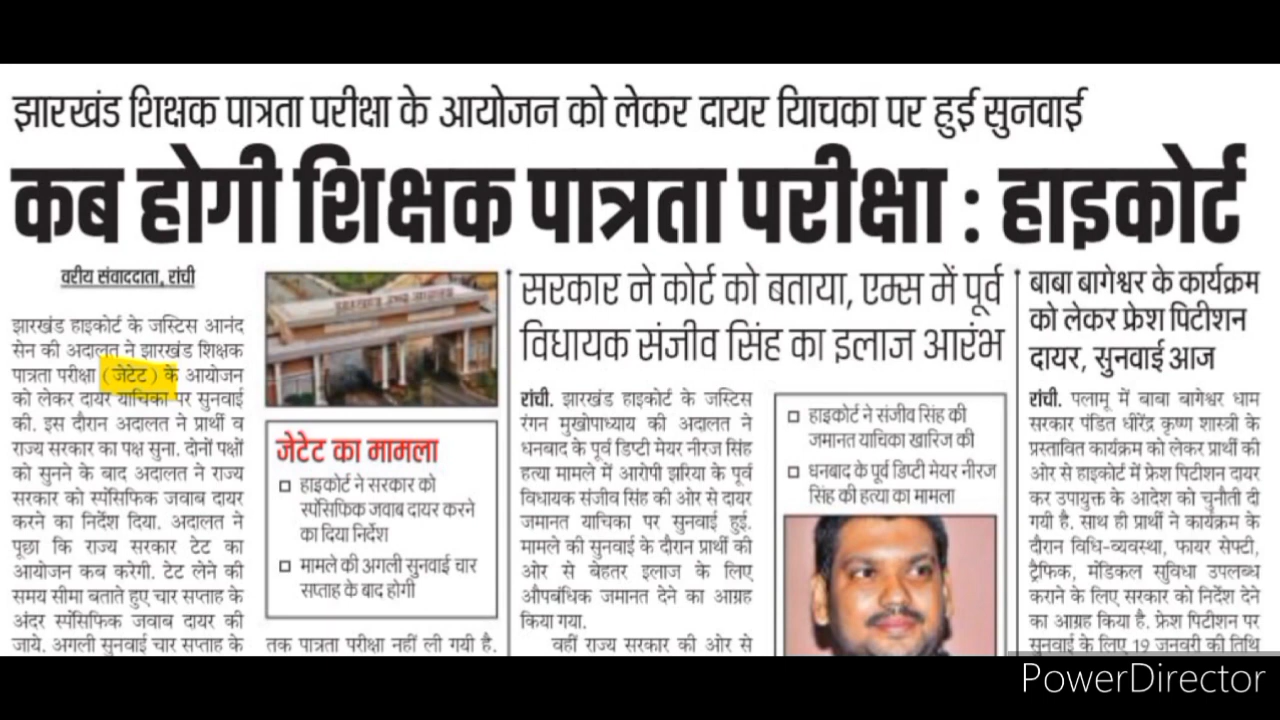 झारखंड शिक्षक पात्रता परीक्षा के आयोजन को लेकर दायर यािचका पर हुई सुनवाई
कब होगी शिक्षक पात्रता परीक्षा : हाइकोर्ट
वरीय संवाददाता, रांची
झारखंड हाइकोर्ट के जस्टिस आनंद
सेन की अदालत ने झारखंड शिक्षक
पात्रता परीक्षा (जेटेट) के आयोजन
को लेकर दायर याचिका पर सुनवाई
की. इस दौरान अदालत ने प्रार्थी व
राज्य सरकार का पक्ष सुना. दोनों पक्षों
को सुनने के बाद अदालत ने राज्य
सरकार को स्पेसिफिक जवाब दायर
करने का निर्देश दिया. अदालत ने
पूछा कि राज्य सरकार टेट का
आयोजन कब करेगी. टेट लेने की
समय सीमा बताते हुए चार सप्ताह के
अंदर स्पेसिफिक जवाब दायर की
जाये. अगली सुनवाई चार सप्ताह के
जेटेट का मामला
हाइकोर्ट ने सरकार को
स्पेसिफिक जवाब दायर करने
का दिया निर्देश
मामले की अगली सुनवाई चार
सप्ताह के बाद होगी
तक पात्रता परीक्षा नहीं ली गयी है.
सरकार ने कोर्ट को बताया, एम्स में पूर्व
विधायक संजीव सिंह का इलाज आरंभ
रांची. झारखंड हाइकोर्ट के जस्टिस
रंगन मुखोपाध्याय की अदालत ने
धनबाद के पूर्व डिप्टी मेयर नीरज सिंह
हत्या मामले में आरोपी झरिया के पूर्व
विधायक संजीव सिंह की ओर से दायर
जमानत याचिका पर सुनवाई हुई.
मामले की सुनवाई के दौरान प्रार्थी की
ओर से बेहतर इलाज के लिए
औपबंधिक जमानत देने का आग्रह
किया गया.
वहीं राज्य सरकार की ओर से
हाइकोर्ट ने संजीव सिंह की
जमानत याचिका खारिज की
धनबाद के पूर्व डिप्टी मेयर नीरज
सिंह की हत्या का मामला
बाबा बागेश्वर के कार्यक्रम
को लेकर फ्रेश पिटीशन
दायर, सुनवाई आज
रांची. पलामू में बाबा बागेश्वर धाम
सरकार पंडित धीरेंद्र कृष्ण शास्त्री के
प्रस्तावित कार्यक्रम को लेकर प्रार्थी की
ओर से हाइकोर्ट में फ्रेश पिटीशन दायर
कर उपायुक्त के आदेश को चुनौती दी
गयी है. साथ ही प्रार्थी ने कार्यक्रम के
दौरान विधि-व्यवस्था, फायर सेफ्टी,
ट्रैफिक, मेडिकल सुविधा उपलब्ध
कराने के लिए सरकार को निर्देश देने
का आग्रह किया है. फ्रेश पिटीशन पर
सुनवाई के लिए 19 जनवरी की तिथि
PowerDirector